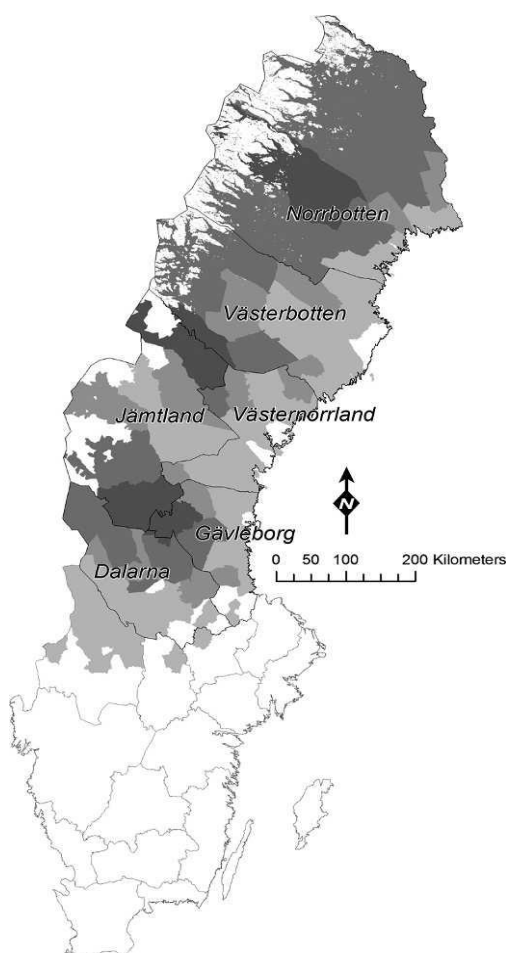 Norrbotten
Västerbotten
Jämtland
Västernorrland
N
Gävleborg
0 50 100 200 Kilometers
Dalarna